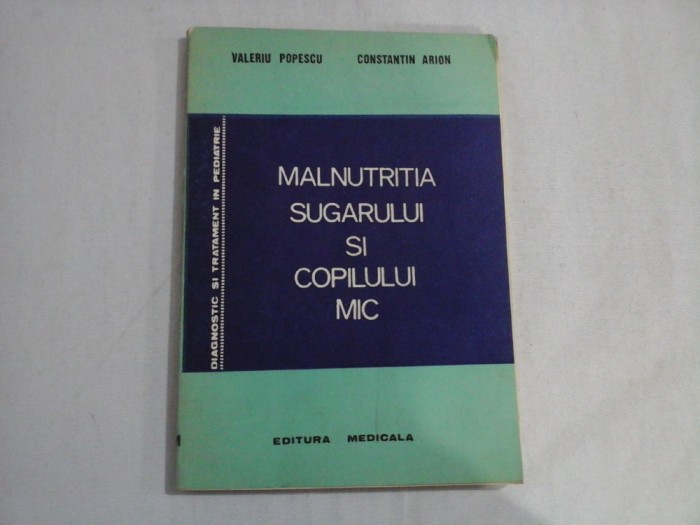 VALERIU POPESCU CONSTANTIN ARION
DIAGNOSTIC SI TRATAMENT IN PEDIATRIE
MALNUTRITIA
SUGARULUI
SI
COPILULUI
MIC
EDITURA MEDICALA